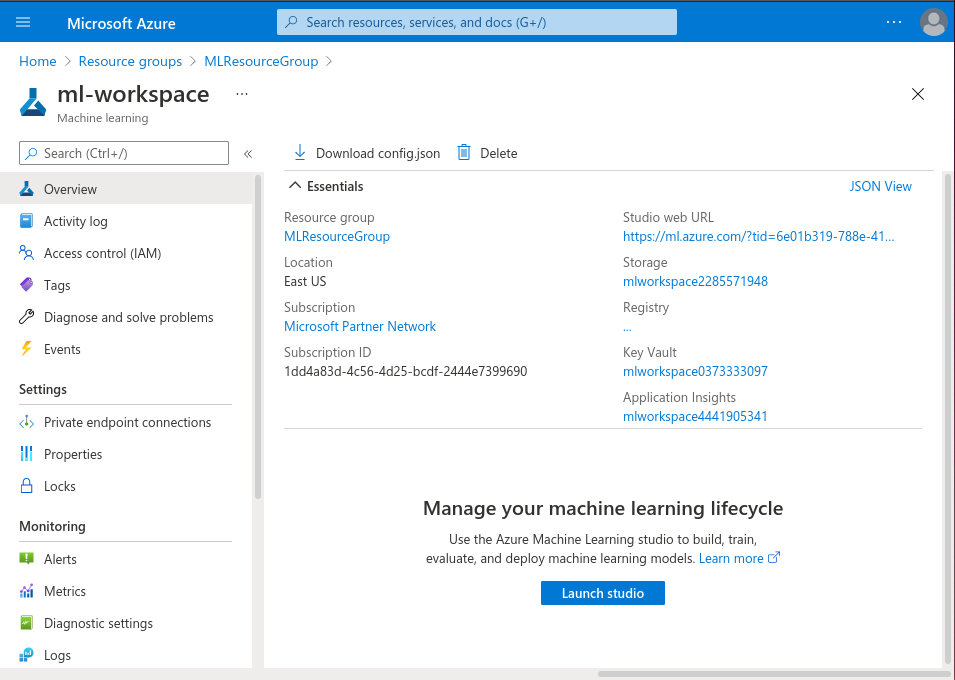 Microsoft Azure
Search resources, services, and docs (G+/)
...
Home > Resource groups > MLResourceGroup >
ml-workspace ...
Machine learning
Search (Ctrl+/)
«
Overview
Activity log
Access control (IAM)
Tags
Diagnose and solve problems
Events
Settings
Private endpoint connections
Properties
Locks
Monitoring
Alerts
Metrics
Diagnostic settings
Logs
Download config.json
Delete
Essentials
JSON View
Resource group
MLResourceGroup
Location
East US
Subscription
Microsoft Partner Network
Subscription ID
1dd4a83d-4c56-4d25-bcdf-2444e7399690
Studio web URL
https://ml.azure.com/?tid=6e01b319-788e-41...
Storage
mlworkspace2285571948
Registry
...
Key Vault
mlworkspace0373333097
Application Insights
mlworkspace4441905341
Manage your machine learning lifecycle
Use the Azure Machine Learning studio to build, train,
evaluate, and deploy machine learning models. Learn more
Launch studio